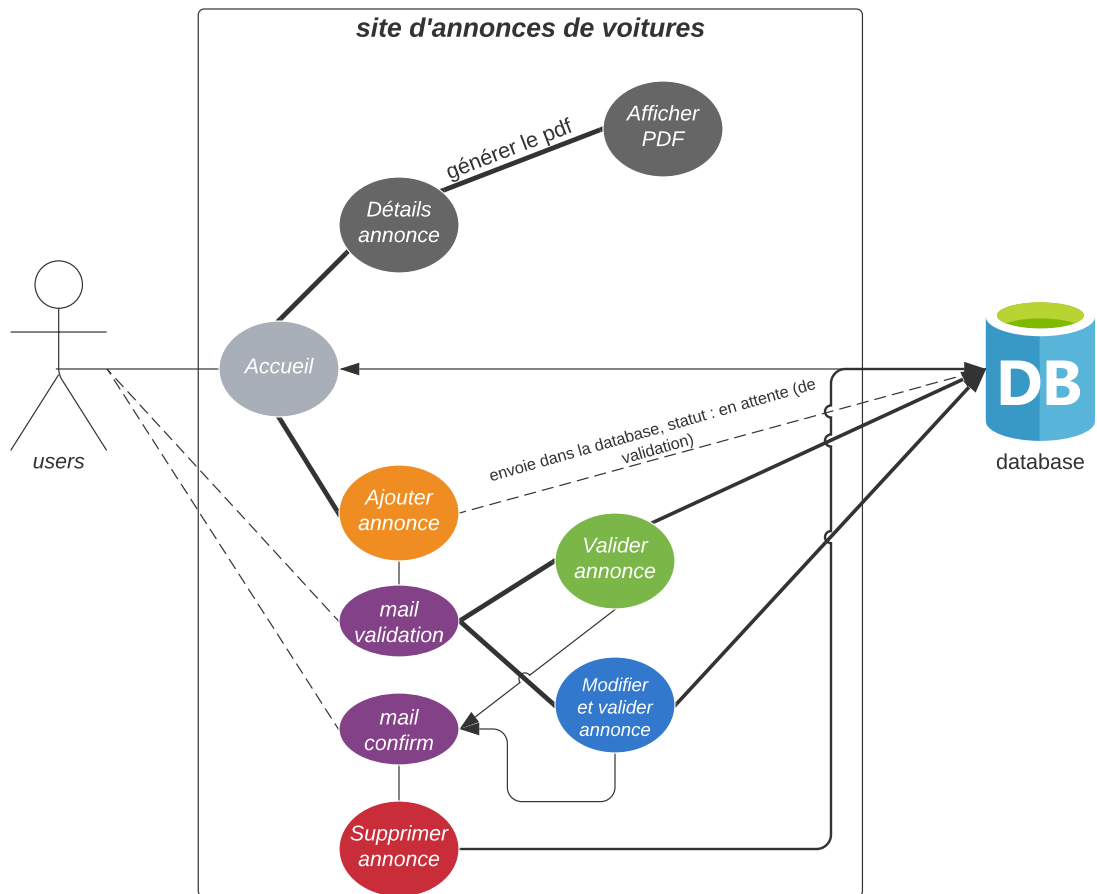 site d'annonces de voitures
Afficher
PDF
générer le pdf
Détails
annonce
Accueil
users
DB
database
envoie dans la database, statut : en attente (de
validation)
Ajouter
annonce
Valider
annonce
mail
validation
Modifier
et valider
annonce
mail
confirm
Supprimer
annonce